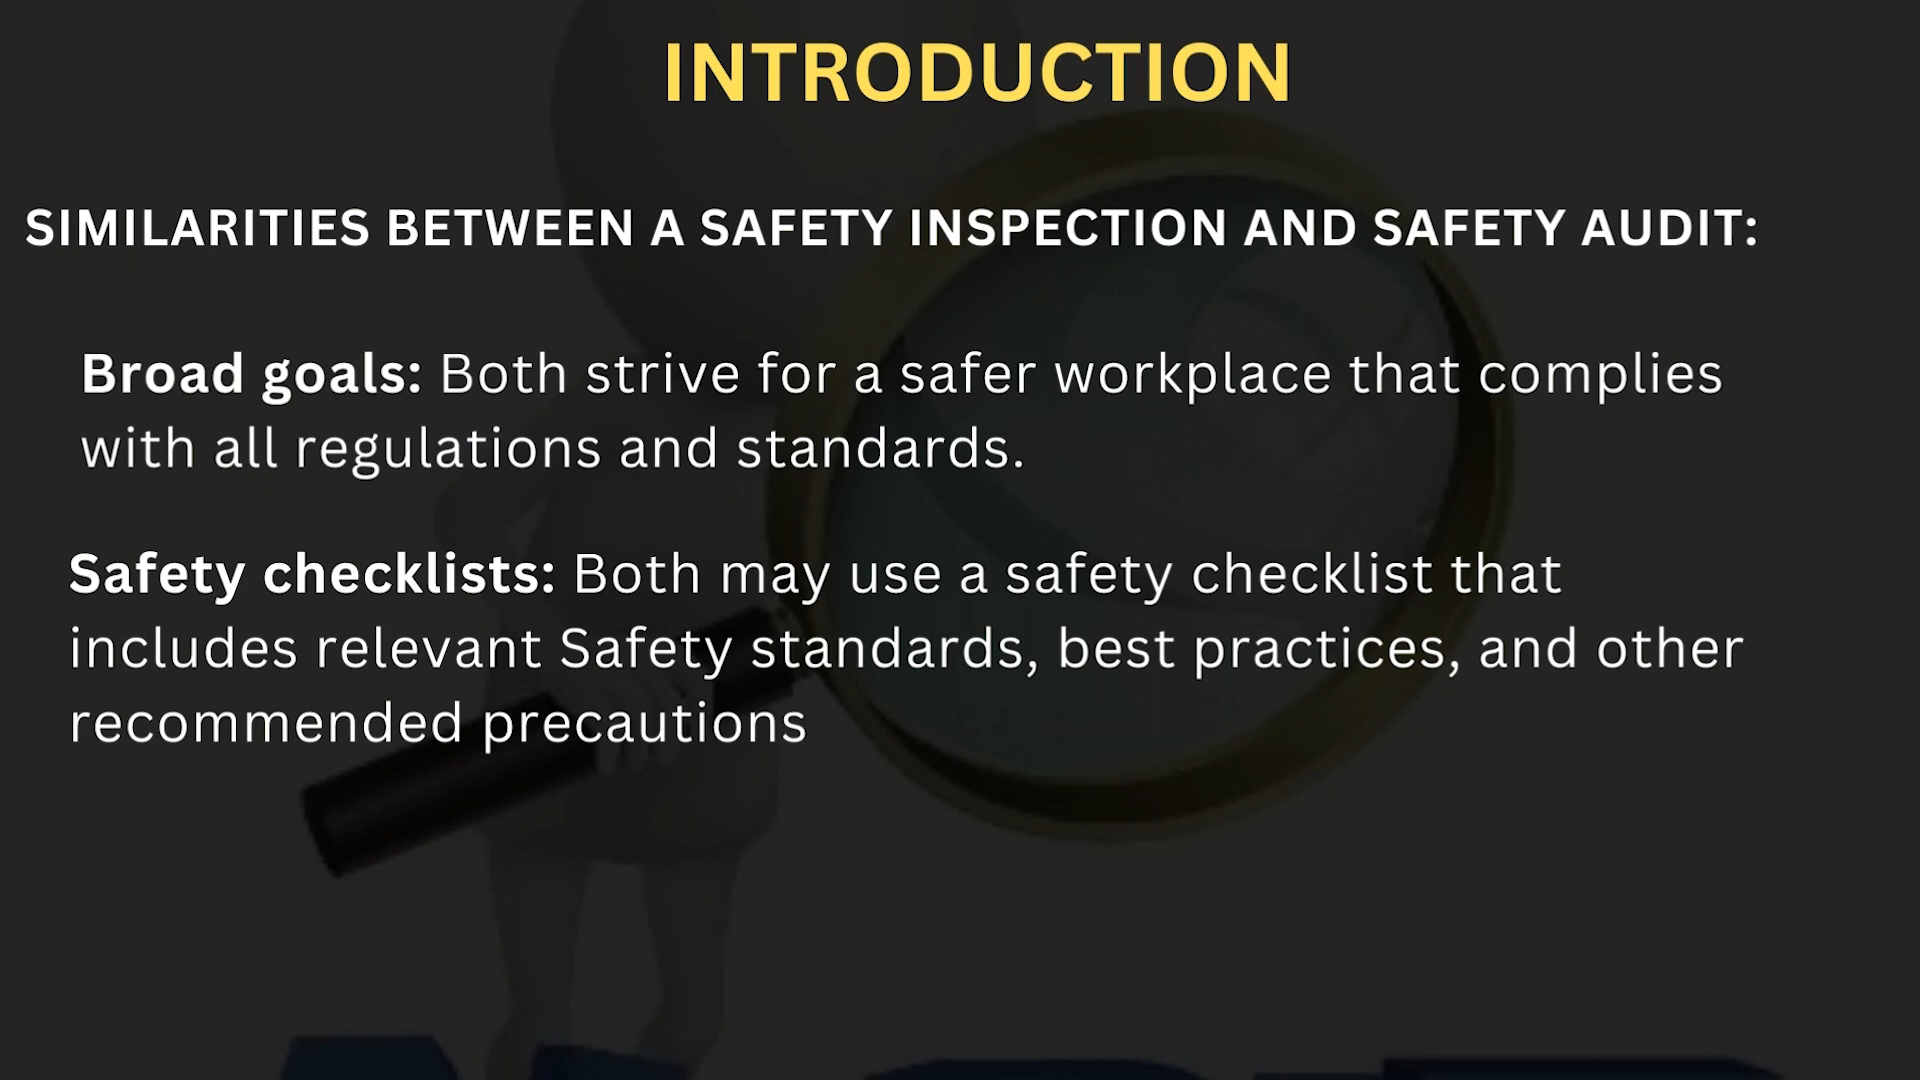 INTRODUCTION
SIMILARITIES BETWEEN A SAFETY INSPECTION AND SAFETY AUDIT:
Broad goals: Both strive for a safer workplace that complies
with all regulations and standards.
Safety checklists: Both may use a safety checklist that
includes relevant Safety standards, best practices, and other
recommended precautions